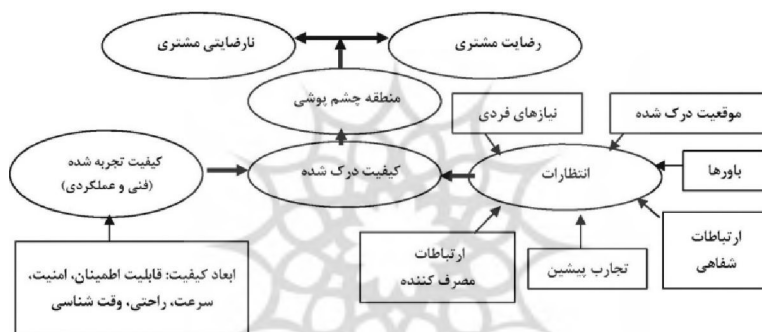 رضایت مشتری
نارضایتی مشتری
منطقه چشم پوشی
موقعیت درک شده
نیازهای فردی
باورها
انتظارات
کیفیت درک شده
کیفیت تجربه شده
(فنی و عملکردی)
ارتباطات
شفاهی
تجارب پیشین
ارتباطات
مصرف کننده
ابعاد کیفیت: قابلیت اطمینان، امنیت،
سرعت، راحتی، وقت شناسی